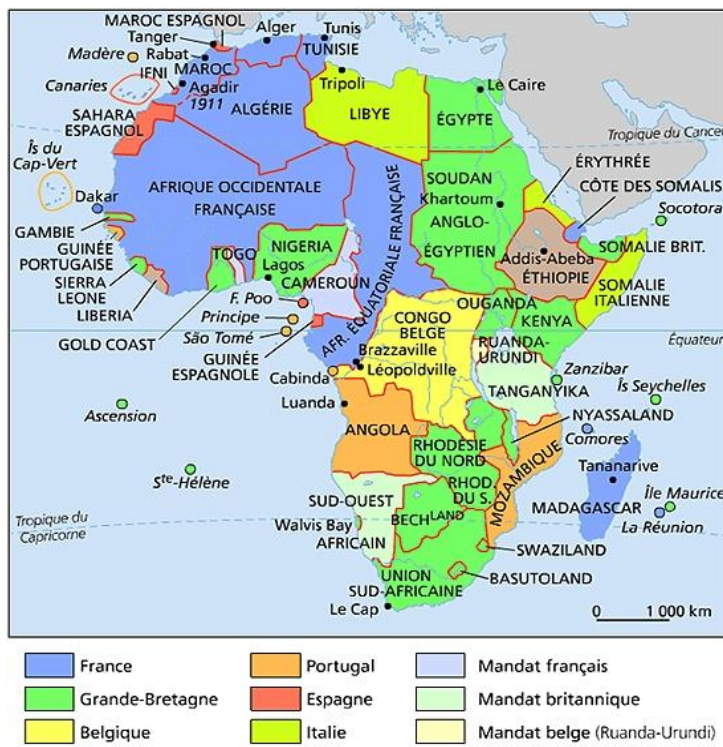 MAROC ESPAGNOL
Tanger
Alger
Tunis
Madère
Rabat
TUNISIE
IFNI
MAROC
Tripoli
Le Caire
Canaries
Agadir
1911
ALGÉRIE
LIBYE
ÉGYPTE
SAHARA
ESPAGNOL
Tropique du Cancer
Îs du
Cap-Vert
AFRIQUE OCCIDENTALE
FRANÇAISE
AFR. ÉQUATORIALE FRANÇAISE
SOUDAN
Khartoum
ANGLO-
ÉGYPTIEN
ÉRYTHRÉE
CÔTE DES SOMALIS
Dakar
Socotora
GAMBIE
GUINÉE
PORTUGAISE
SIERRA
LEONE
LIBERIA
GOLD COAST
TOGO
NIGERIA
Lagos
CAMEROUN
Addis-Abeba
ÉTHIOPIE
SOMALIE BRIT.
SOMALIE
ITALIENNE
F. Poo
Principe
São Tomé
GUINÉE
ESPAGNOLE
CONGO
BELGE
OUGANDA
KENYA
RUANDA-
URUNDI
Équateur
Brazzaville
Léopoldville
Cabinda
Luanda
TANGANYIKA
Zanzibar
Îs Seychelles
Ascension
ANGOLA
NYASSALAND
Comores
RHODÉSIE
DU NORD
Ste-Hélène
RHOD.
DU S.
MOZAMBIQUE
Tananarive
MADAGASCAR
Île Maurice
La Réunion
SUD-OUEST
AFRICAIN
Walvis Bay
BECHLAND
Tropique du
Capricorne
SWAZILAND
BASUTOLAND
UNION
SUD-AFRICAINE
Le Cap
0 1 000 km
France
Portugal
Mandat français
Grande-Bretagne
Espagne
Mandat britannique
Belgique
Italie
Mandat belge (Ruanda-Urundi)